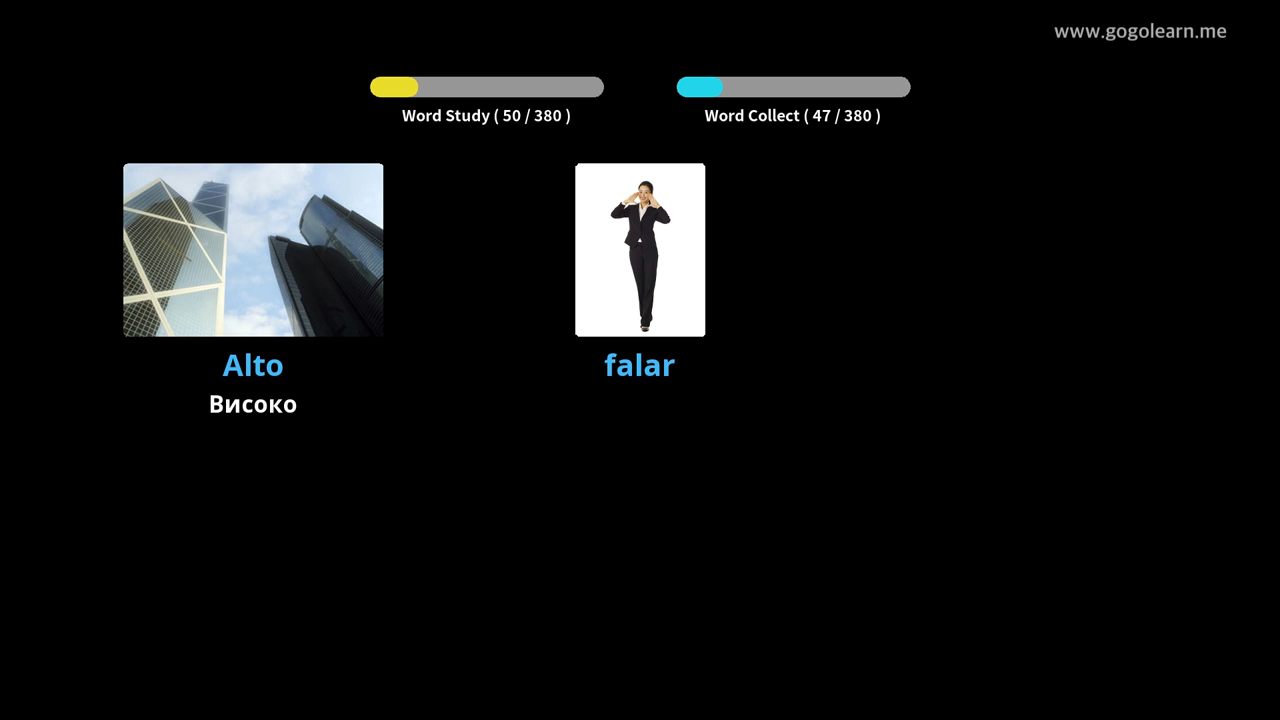 www.gogolearn.me
Word Study ( 50 / 380 )
Word Collect ( 47 / 380 )
Alto
falar
Високо